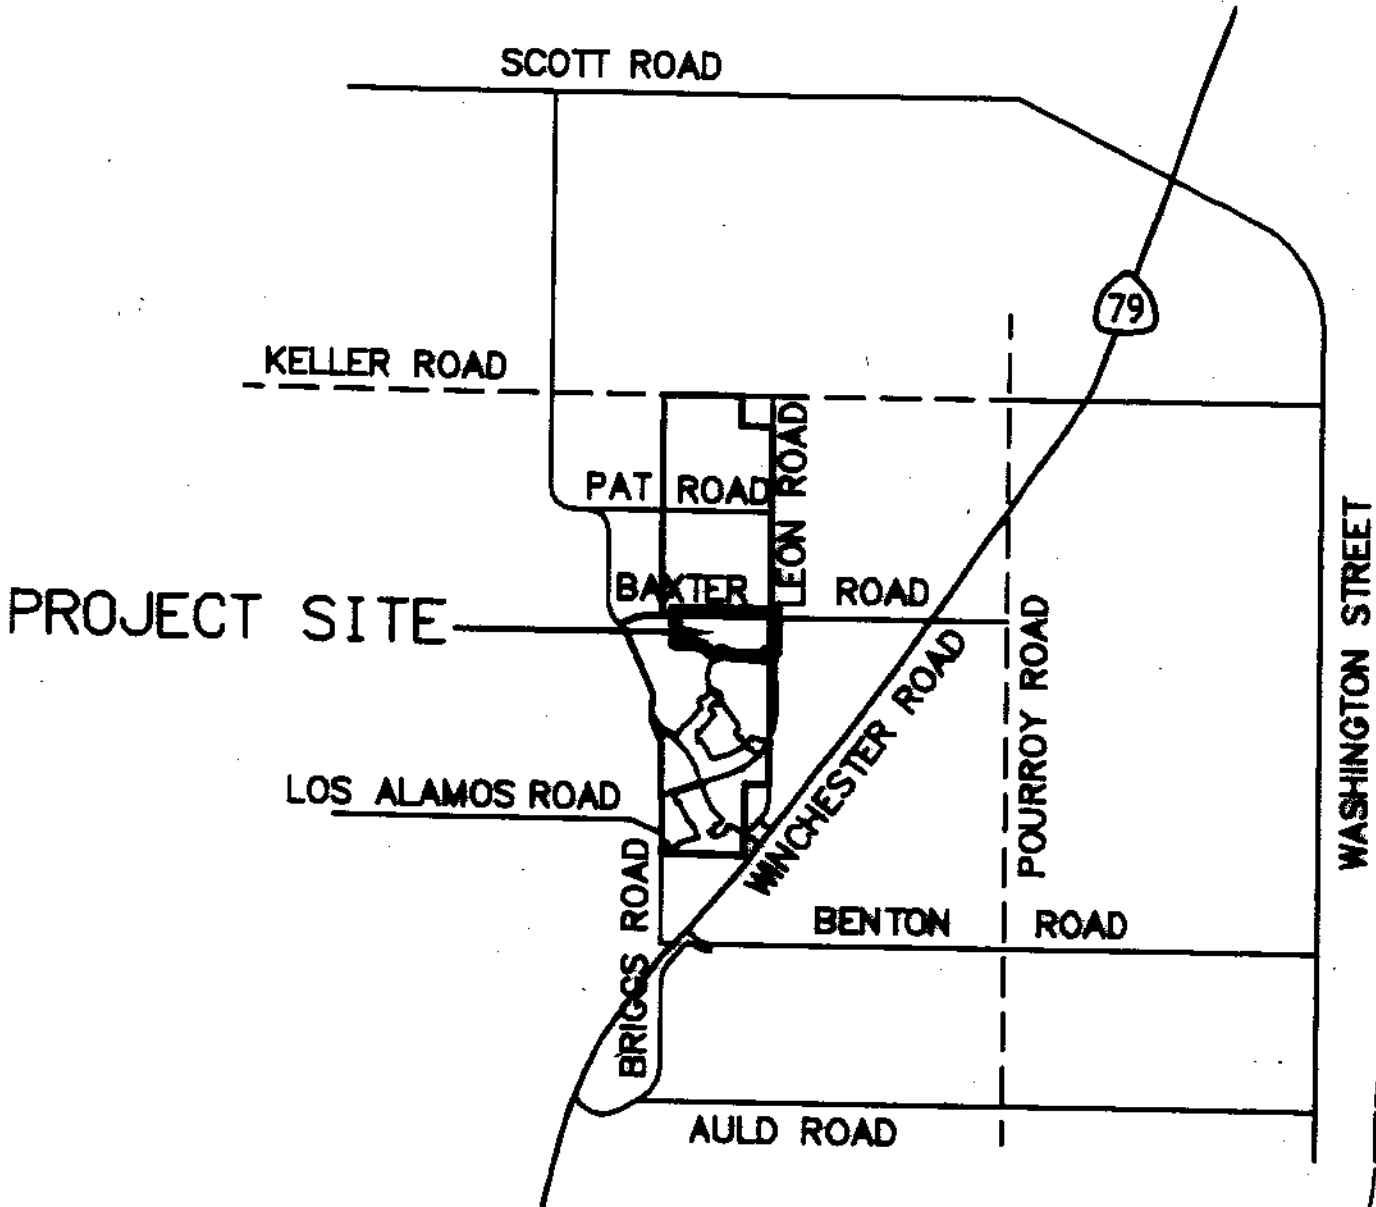 SCOTT ROAD
79
KELLER ROAD
LEON ROAD
PAT ROAD
BAXTER ROAD
PROJECT SITE
WASHINGTON STREET
POURROY ROAD
WINCHESTER ROAD
LOS ALAMOS ROAD
BRIGGS ROAD
BENTON ROAD
AULD ROAD